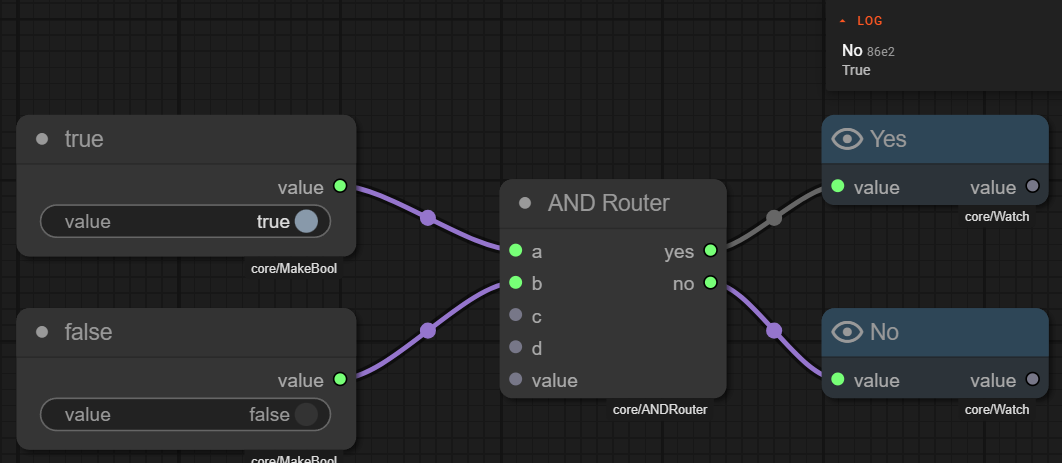 LOG
No 86e2
True
true
value
value true
core/MakeBool
false
value
value false
core/MakeBool
AND Router
a yes
b no
c
d
value
core/ANDRouter
Yes
value value
core/Watch
No
value value
core/Watch